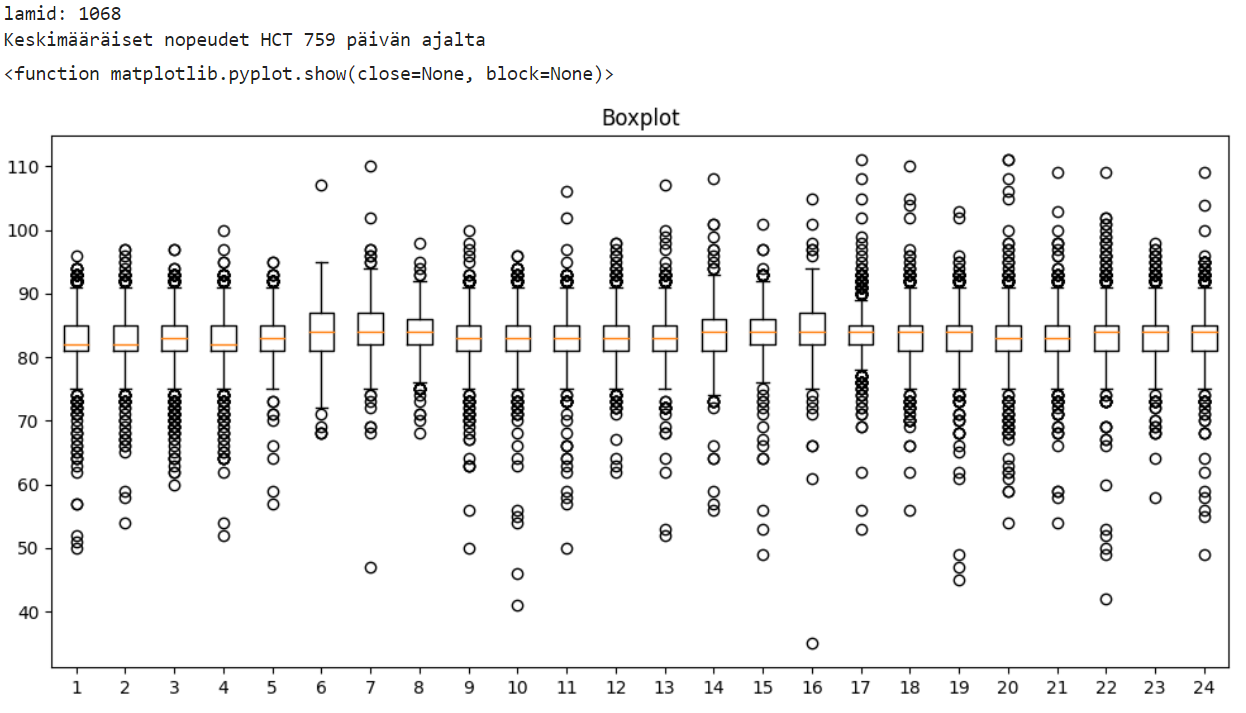 lamid: 1068
Keskimääräiset nopeudet HCT 759 päivän ajalta
<function matplotlib.pyplot.show(close=None, block=None)>
Boxplot
110
100
90
80
70
60
50
40
1 2 3 4 5 6 7 8 9 10 11 12 13 14 15 16 17 18 19 20 21 22 23 24